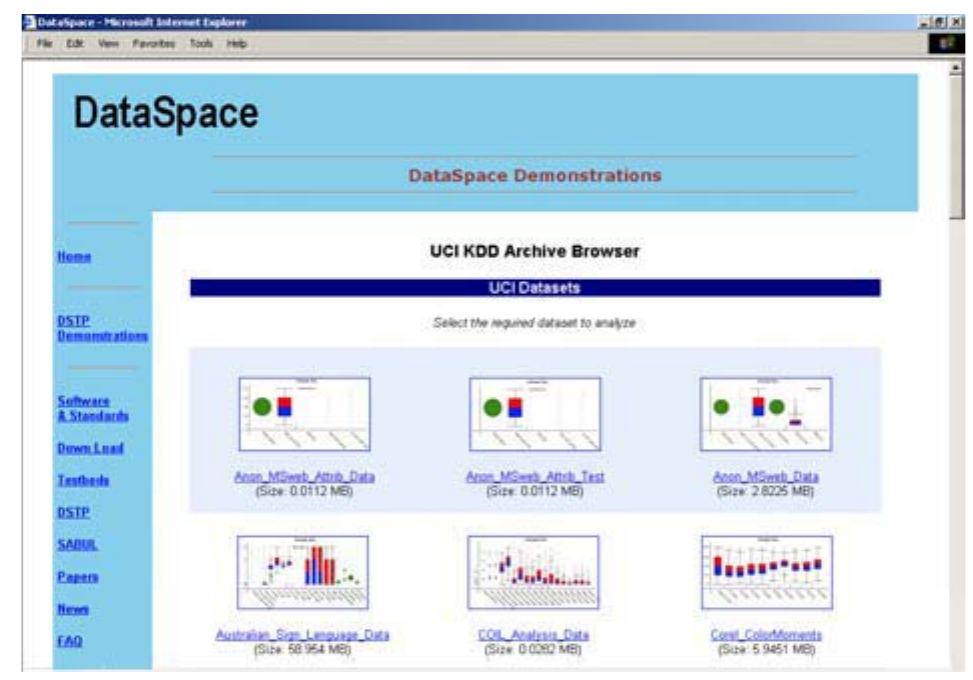 DataSpace - Microsoft Internet Explorer
File Edit View Favorites Tools Help
DataSpace
DataSpace Demonstrations
Home
DSTP
Demonstrations
Software
& Standards
Down Load
Testbeds
DSTP
SABUL
Papers
News
FAQ
UCI KDD Archive Browser
UCI Datasets
Select the required dataset to analyze
Anon_MSweb_Attrib_Data
(Size: 0.0112 MB)
Anon_MSweb_Attrib_Test
(Size: 0.0112 MB)
Anon_MSweb_Data
(Size: 2.8225 MB)
Australian_Sign_Language_Data
(Size: 58.954 MB)
COIL_Analysis_Data
(Size: 0.0282 MB)
Corel_ColorMoments
(Size: 5.9451 MB)